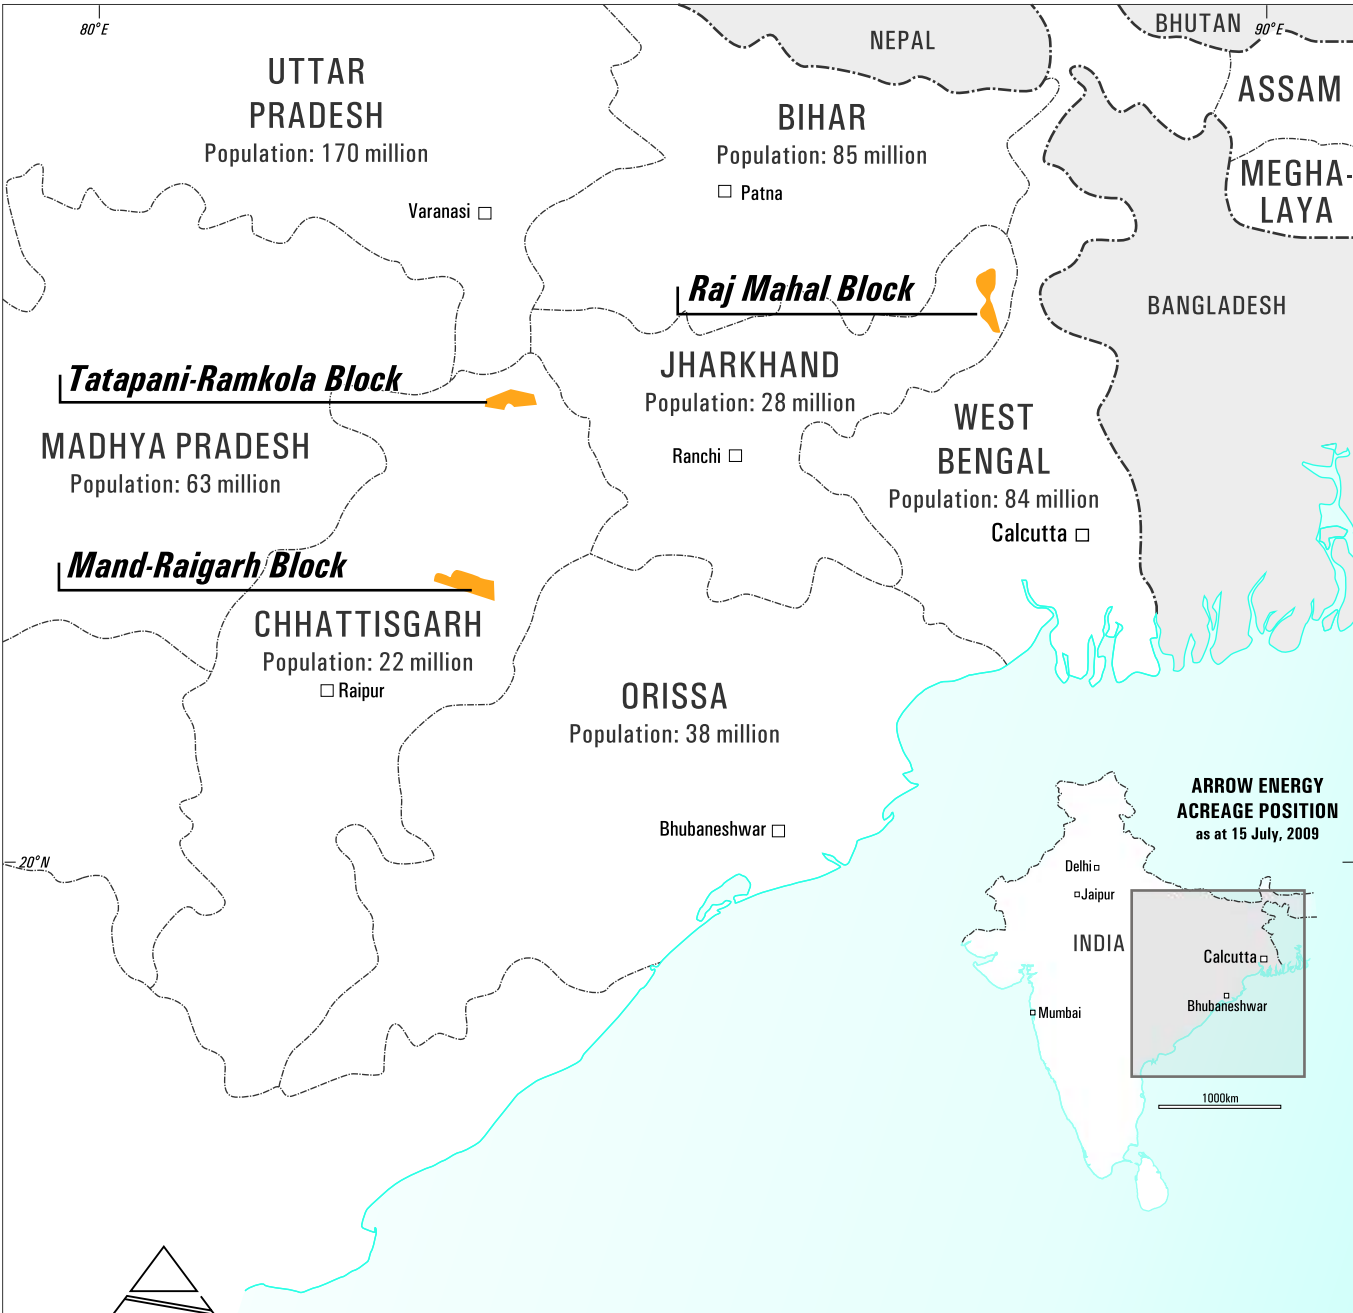 80°E
NEPAL
BHUTAN
90°E
UTTAR
PRADESH
Population: 170 million
ASSAM
BIHAR
Population: 85 million
MEGHA-
LAYA
Patna
Varanasi
Raj Mahal Block
BANGLADESH
JHARKHAND
Population: 28 million
Tatapani-Ramkola Block
WEST
BENGAL
Population: 84 million
MADHYA PRADESH
Population: 63 million
Ranchi
Calcutta
Mand-Raigarh Block
CHHATTISGARH
Population: 22 million
Raipur
ORISSA
Population: 38 million
Bhubaneshwar
20°N
ARROW ENERGY
ACREAGE POSITION
as at 15 July, 2009
Delhi
Jaipur
INDIA
Calcutta
Bhubaneshwar
Mumbai
1000km